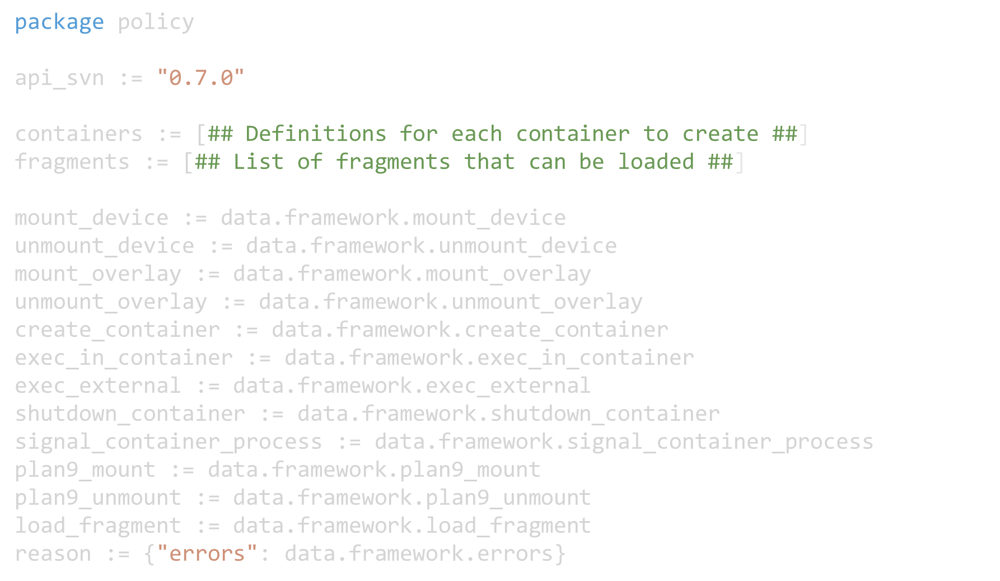 package policy
api_svn := "0.7.0"
containers := [## Definitions for each container to create ##]
fragments := [## List of fragments that can be loaded ##]
mount_device := data.framework.mount_device
unmount_device := data.framework.unmount_device
mount_overlay := data.framework.mount_overlay
unmount_overlay := data.framework.unmount_overlay
create_container := data.framework.create_container
exec_in_container := data.framework.exec_in_container
exec_external := data.framework.exec_external
shutdown_container := data.framework.shutdown_container
signal_container_process := data.framework.signal_container_process
plan9_mount := data.framework.plan9_mount
plan9_unmount := data.framework.plan9_unmount
load_fragment := data.framework.load_fragment
reason := {"errors": data.framework.errors}